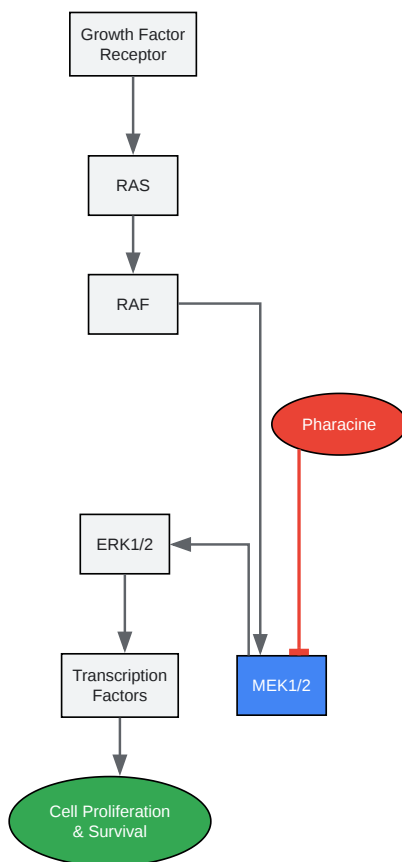 Growth Factor
Receptor
RAS
RAF
Pharacine
ERK1/2
Transcription
Factors
MEK1/2
Cell Proliferation
& Survival